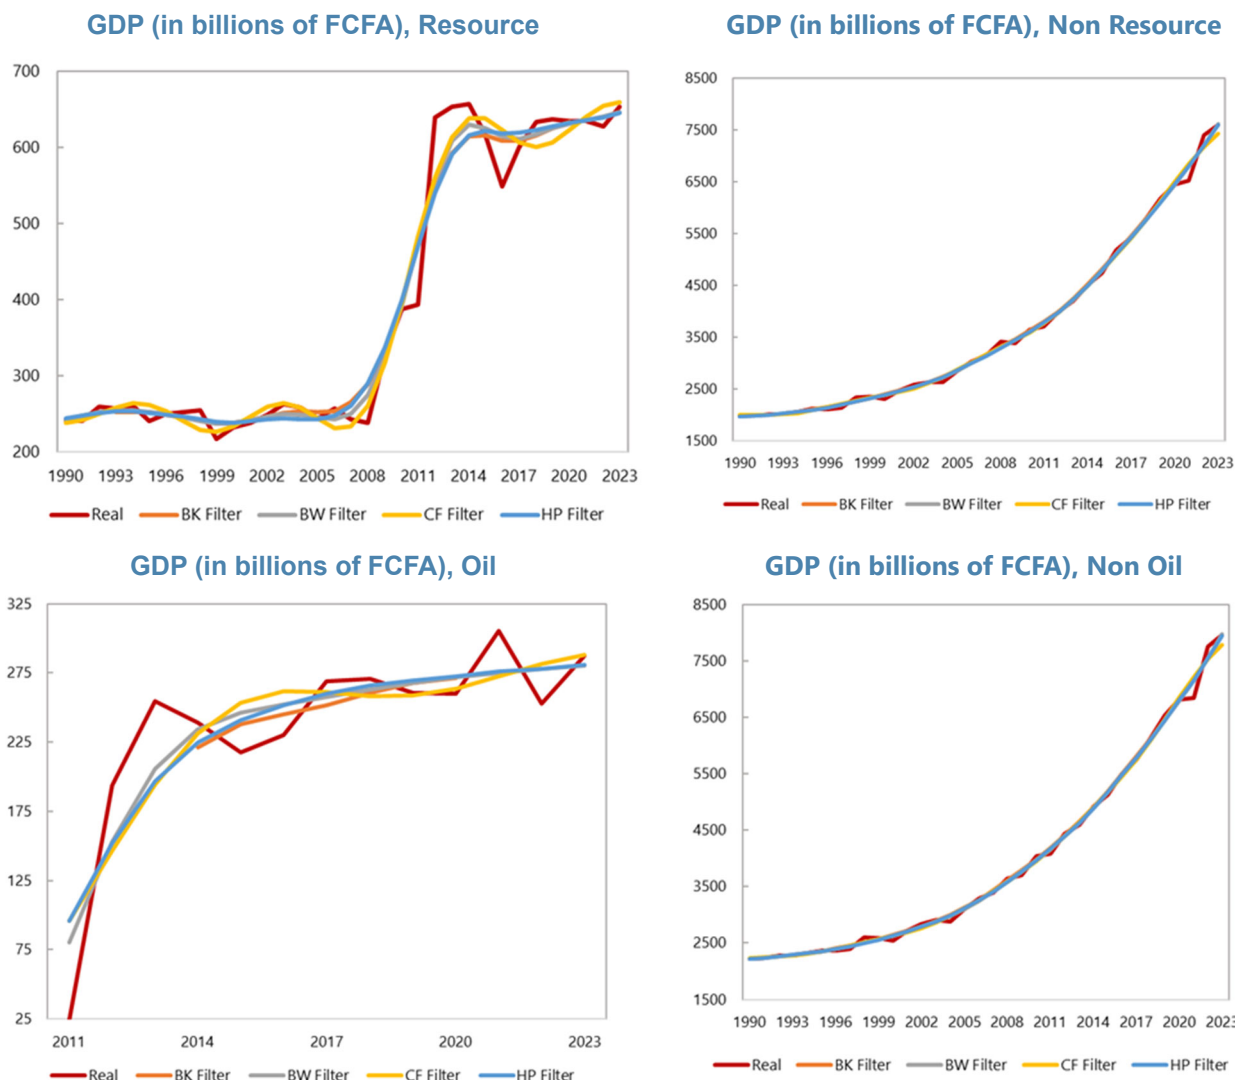 GDP (in billions of FCFA), Resource
700
600
500
400
300
200
1990 1993 1996 1999 2002 2005 2008 2011 2014 2017 2020 2023
Real BK Filter BW Filter CF Filter HP Filter
GDP (in billions of FCFA), Non Resource
8500
7500
6500
5500
4500
3500
2500
1500
1990 1993 1996 1999 2002 2005 2008 2011 2014 2017 2020 2023
Real BK Filter BW Filter CF Filter HP Filter
GDP (in billions of FCFA), Oil
325
275
225
175
125
75
25
2011 2014 2017 2020 2023
Real BK Filter BW Filter CF Filter HP Filter
GDP (in billions of FCFA), Non Oil
8500
7500
6500
5500
4500
3500
2500
1500
1990 1993 1996 1999 2002 2005 2008 2011 2014 2017 2020 2023
Real BK Filter BW Filter CF Filter HP Filter